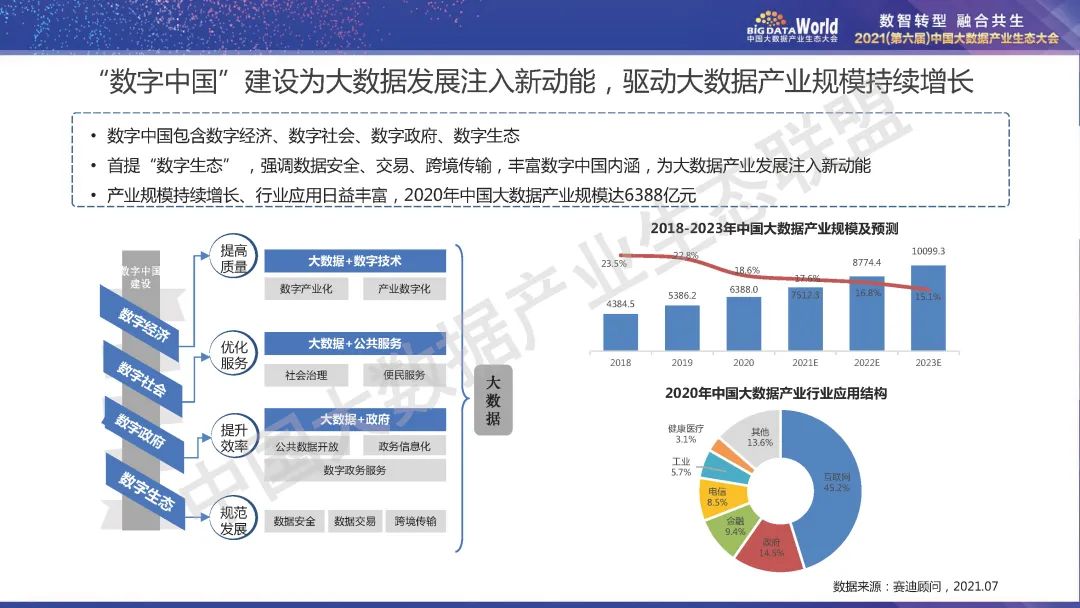 BIG DATA World
中国大数据产业生态大会
数智转型 融合共生
2021(第六届)中国大数据产业生态大会
“数字中国”建设为大数据发展注入新动能，驱动大数据产业规模持续增长
• 数字中国包含数字经济、数字社会、数字政府、数字生态
• 首提“数字生态”，强调数据安全、交易、跨境传输，丰富数字中国内涵，为大数据产业发展注入新动能
• 产业规模持续增长、行业应用日益丰富，2020年中国大数据产业规模达6388亿元
数字中国
建设
数字经济
数字社会
数字政府
数字生态
提高
质量
大数据+数字技术
数字产业化
产业数字化
优化
服务
大数据+公共服务
社会治理
便民服务
提升
效率
大数据+政府
公共数据开放
政务信息化
数字政务服务
规范
发展
数据安全
数据交易
跨境传输
大
数
据
2018-2023年中国大数据产业规模及预测
23.5%
22.8%
18.6%
17.6%
16.8%
15.1%
4384.5
5386.2
6388.0
7512.3
8774.4
10099.3
2018
2019
2020
2021E
2022E
2023E
2020年中国大数据产业行业应用结构
互联网
45.2%
政府
14.5%
金融
9.4%
电信
8.5%
工业
5.7%
健康医疗
3.1%
其他
13.6%
数据来源：赛迪顾问，2021.07
中国大数据产业生态联盟